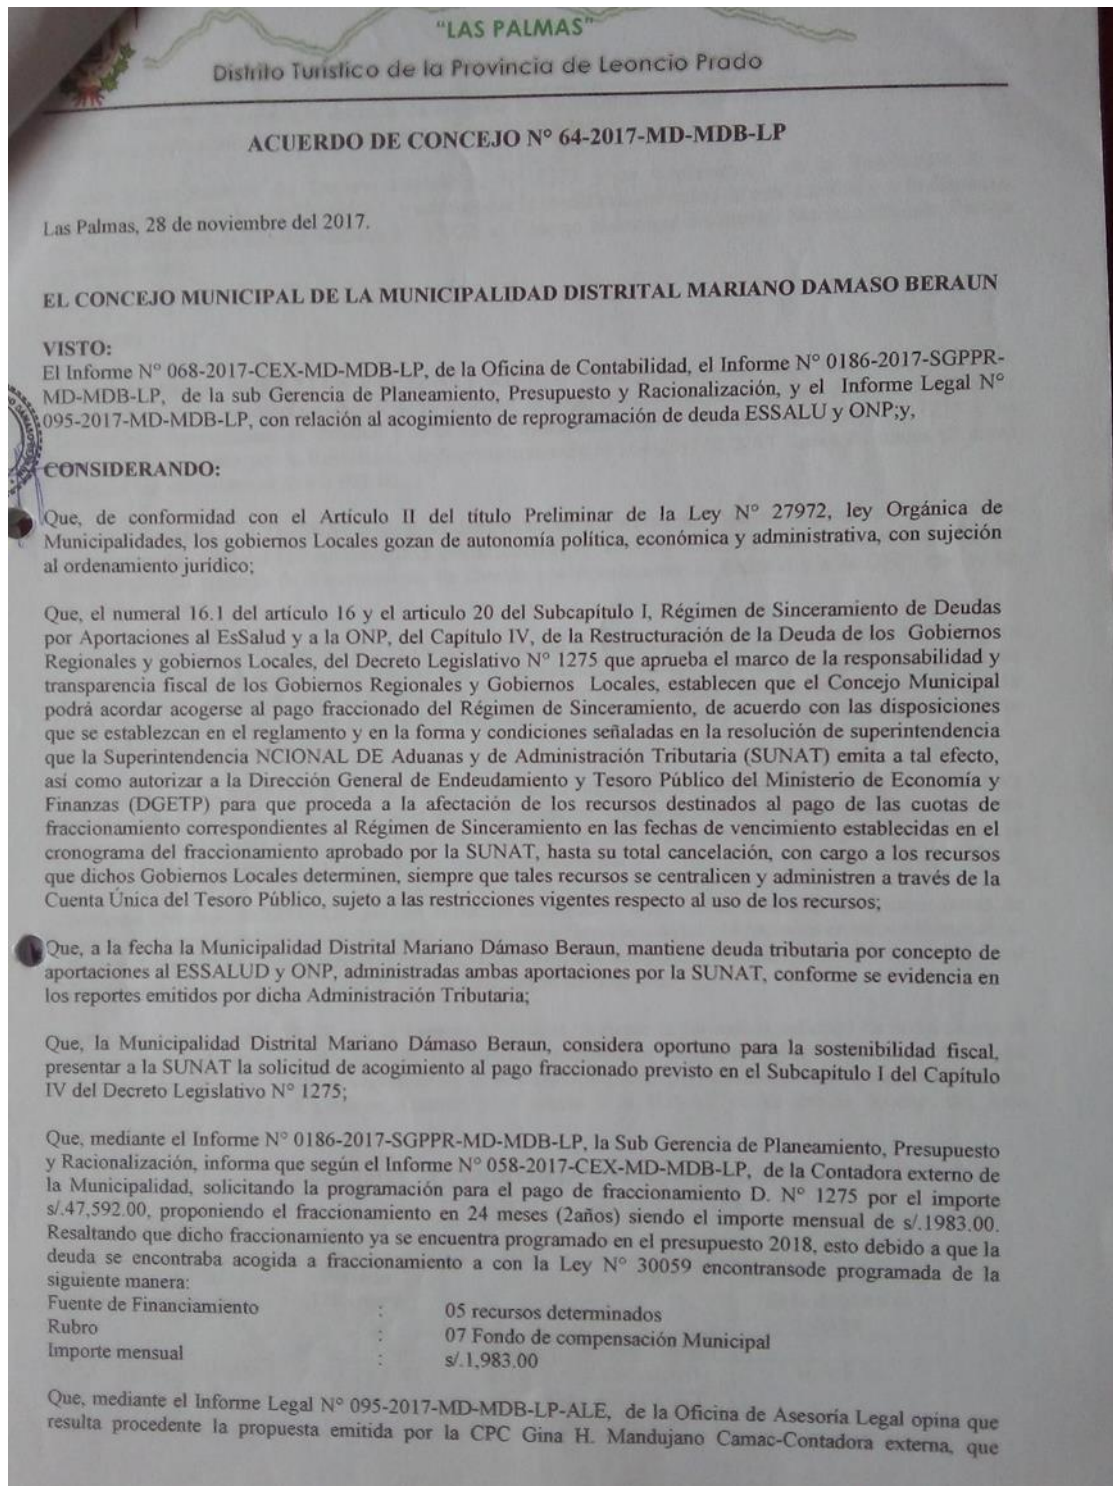 "LAS PALMAS"
Distrito Turístico de la Provincia de Leoncio Prado
ACUERDO DE CONCEJO N° 64-2017-MD-MDB-LP
Las Palmas, 28 de noviembre del 2017.
EL CONCEJO MUNICIPAL DE LA MUNICIPALIDAD DISTRITAL MARIANO DAMASO BERAUN
VISTO:
El Informe N° 068-2017-CEX-MD-MDB-LP, de la Oficina de Contabilidad, el Informe N° 0186-2017-SGPPR-
MD-MDB-LP, de la sub Gerencia de Planeamiento, Presupuesto y Racionalización, y el Informe Legal N°
095-2017-MD-MDB-LP, con relación al acogimiento de reprogramación de deuda ESSALU y ONP;y,
CONSIDERANDO:
Que, de conformidad con el Artículo II del título Preliminar de la Ley N° 27972, ley Orgánica de
Municipalidades, los gobiernos Locales gozan de autonomía política, económica y administrativa, con sujeción
al ordenamiento jurídico;
Que, el numeral 16.1 del artículo 16 y el articulo 20 del Subcapítulo I, Régimen de Sinceramiento de Deudas
por Aportaciones al EsSalud y a la ONP, del Capítulo IV, de la Restructuración de la Deuda de los Gobiernos
Regionales y gobiernos Locales, del Decreto Legislativo N° 1275 que aprueba el marco de la responsabilidad y
transparencia fiscal de los Gobiernos Regionales y Gobiernos Locales, establecen que el Concejo Municipal
podrá acordar acogerse al pago fraccionado del Régimen de Sinceramiento, de acuerdo con las disposiciones
que se establezcan en el reglamento y en la forma y condiciones señaladas en la resolución de superintendencia
que la Superintendencia NCIONAL DE Aduanas y de Administración Tributaria (SUNAT) emita a tal efecto,
así como autorizar a la Dirección General de Endeudamiento y Tesoro Público del Ministerio de Economía y
Finanzas (DGETP) para que proceda a la afectación de los recursos destinados al pago de las cuotas de
fraccionamiento correspondientes al Régimen de Sinceramiento en las fechas de vencimiento establecidas en el
cronograma del fraccionamiento aprobado por la SUNAT, hasta su total cancelación, con cargo a los recursos
que dichos Gobiernos Locales determinen, siempre que tales recursos se centralicen y administren a través de la
Cuenta Única del Tesoro Público, sujeto a las restricciones vigentes respecto al uso de los recursos;
Que, a la fecha la Municipalidad Distrital Mariano Dámaso Beraun, mantiene deuda tributaria por concepto de
aportaciones al ESSALUD y ONP, administradas ambas aportaciones por la SUNAT, conforme se evidencia en
los reportes emitidos por dicha Administración Tributaria;
Que, la Municipalidad Distrital Mariano Dámaso Beraun, considera oportuno para la sostenibilidad fiscal,
presentar a la SUNAT la solicitud de acogimiento al pago fraccionado previsto en el Subcapitulo I del Capítulo
IV del Decreto Legislativo N° 1275;
Que, mediante el Informe N° 0186-2017-SGPPR-MD-MDB-LP, la Sub Gerencia de Planeamiento, Presupuesto
y Racionalización, informa que según el Informe N° 058-2017-CEX-MD-MDB-LP, de la Contadora externo de
la Municipalidad, solicitando la programación para el pago de fraccionamiento D. N° 1275 por el importe
s/.47,592.00, proponiendo el fraccionamiento en 24 meses (2años) siendo el importe mensual de s/.1983.00.
Resaltando que dicho fraccionamiento ya se encuentra programado en el presupuesto 2018, esto debido a que la
deuda se encontraba acogida a fraccionamiento a con la Ley N° 30059 encontransode programada de la
siguiente manera:
Fuente de Financiamiento : 05 recursos determinados
Rubro : 07 Fondo de compensación Municipal
Importe mensual : s/.1,983.00
Que, mediante el Informe Legal N° 095-2017-MD-MDB-LP-ALE, de la Oficina de Asesoría Legal opina que
resulta procedente la propuesta emitida por la CPC Gina H. Mandujano Camac-Contadora externa, que